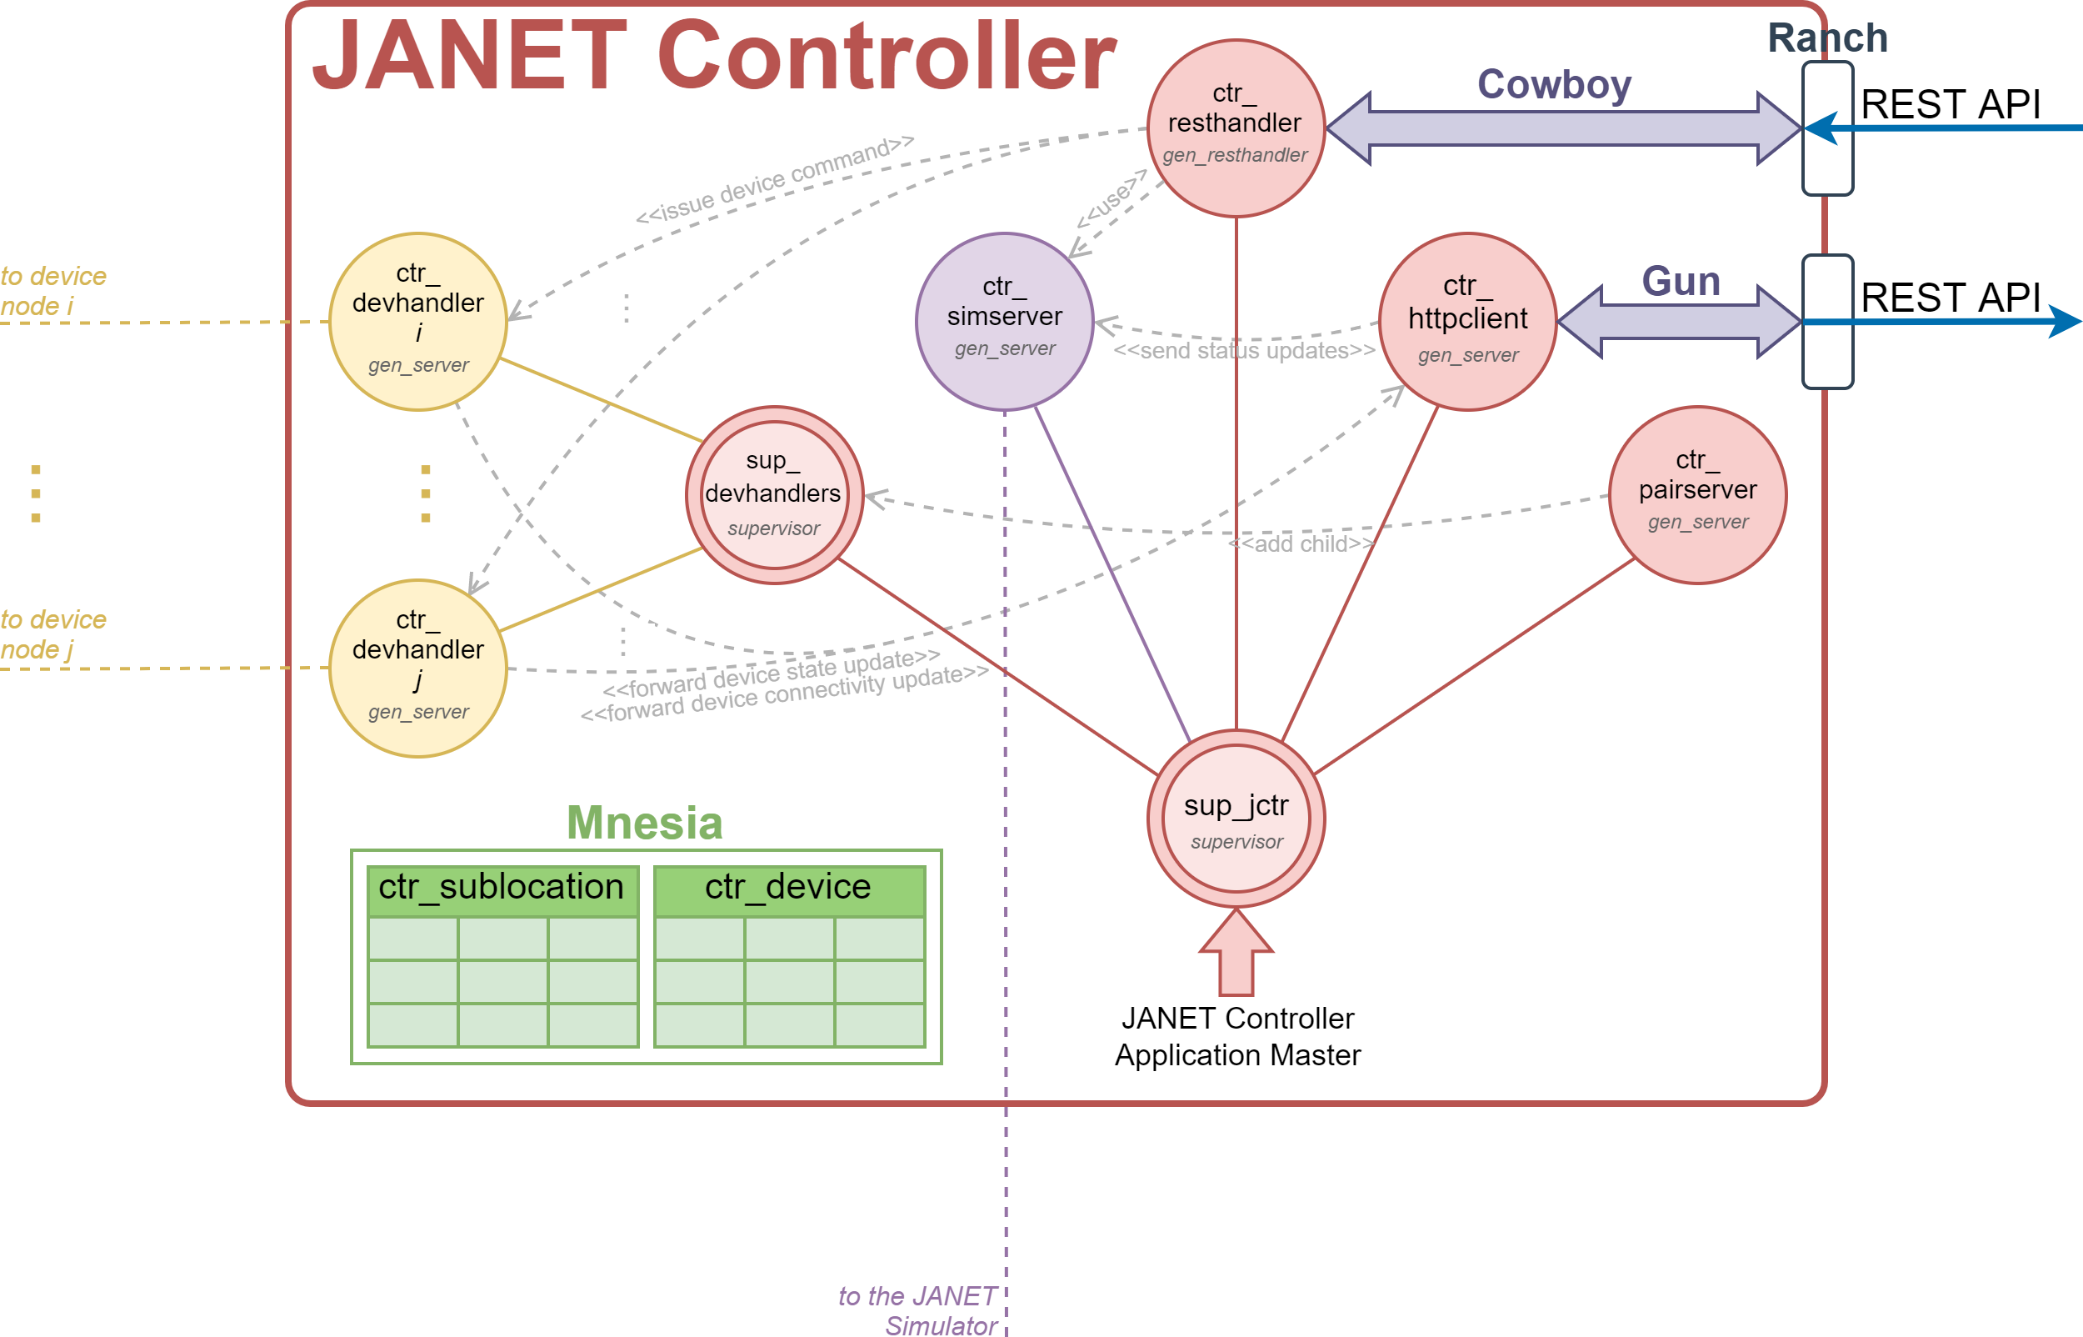 JANET Controller
Ranch
ctr_
resthandler
gen_resthandler
Cowboy
REST API
<<issue device command>>
<<use>>
to device
node i
ctr_
devhandler
i
gen_server
ctr_
simserver
gen_server
ctr_
httpclient
gen_server
Gun
REST API
<<send status updates>>
sup_
devhandlers
supervisor
ctr_
pairserver
gen_server
<<add child>>
to device
node j
ctr_
devhandler
j
gen_server
<<forward device state update>>
<<forward device connectivity update>>
sup_jctr
supervisor
Mnesia
ctr_sublocation
ctr_device
JANET Controller
Application Master
to the JANET
Simulator